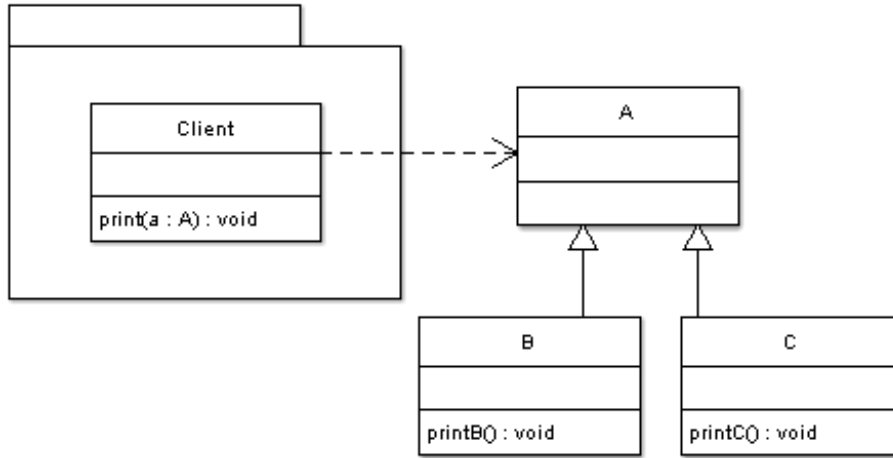 Client
print(a : A) : void
A
B
printB() : void
C
printC() : void